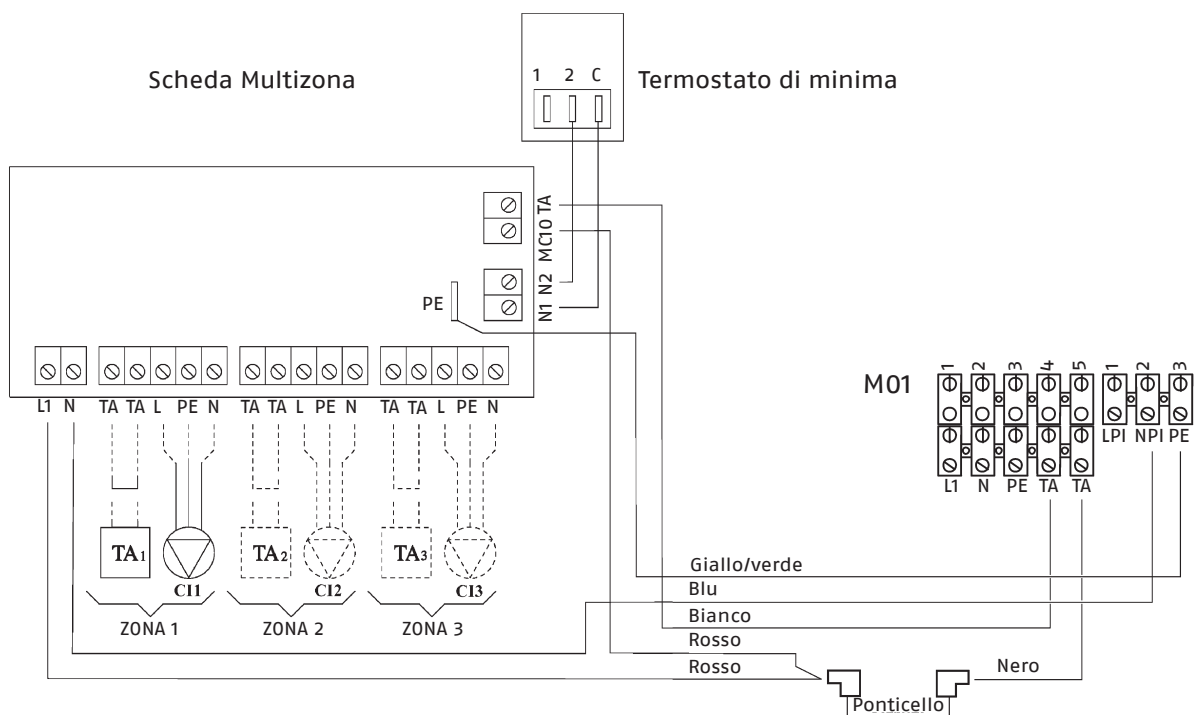 Scheda Multizona
Termostato di minima
1 2 C
MC10 TA
N1 N2
PE
L1 N TA TA L PE N TA TA L PE N TA TA L PE N
TA1 CI1 TA2 CI2 TA3 CI3
ZONA 1 ZONA 2 ZONA 3
M01
1 2 3 4 5 1 2 3
LPI NPI PE
L1 N PE TA TA
Giallo/verde
Blu
Bianco
Rosso
Rosso
Nero
Ponticello